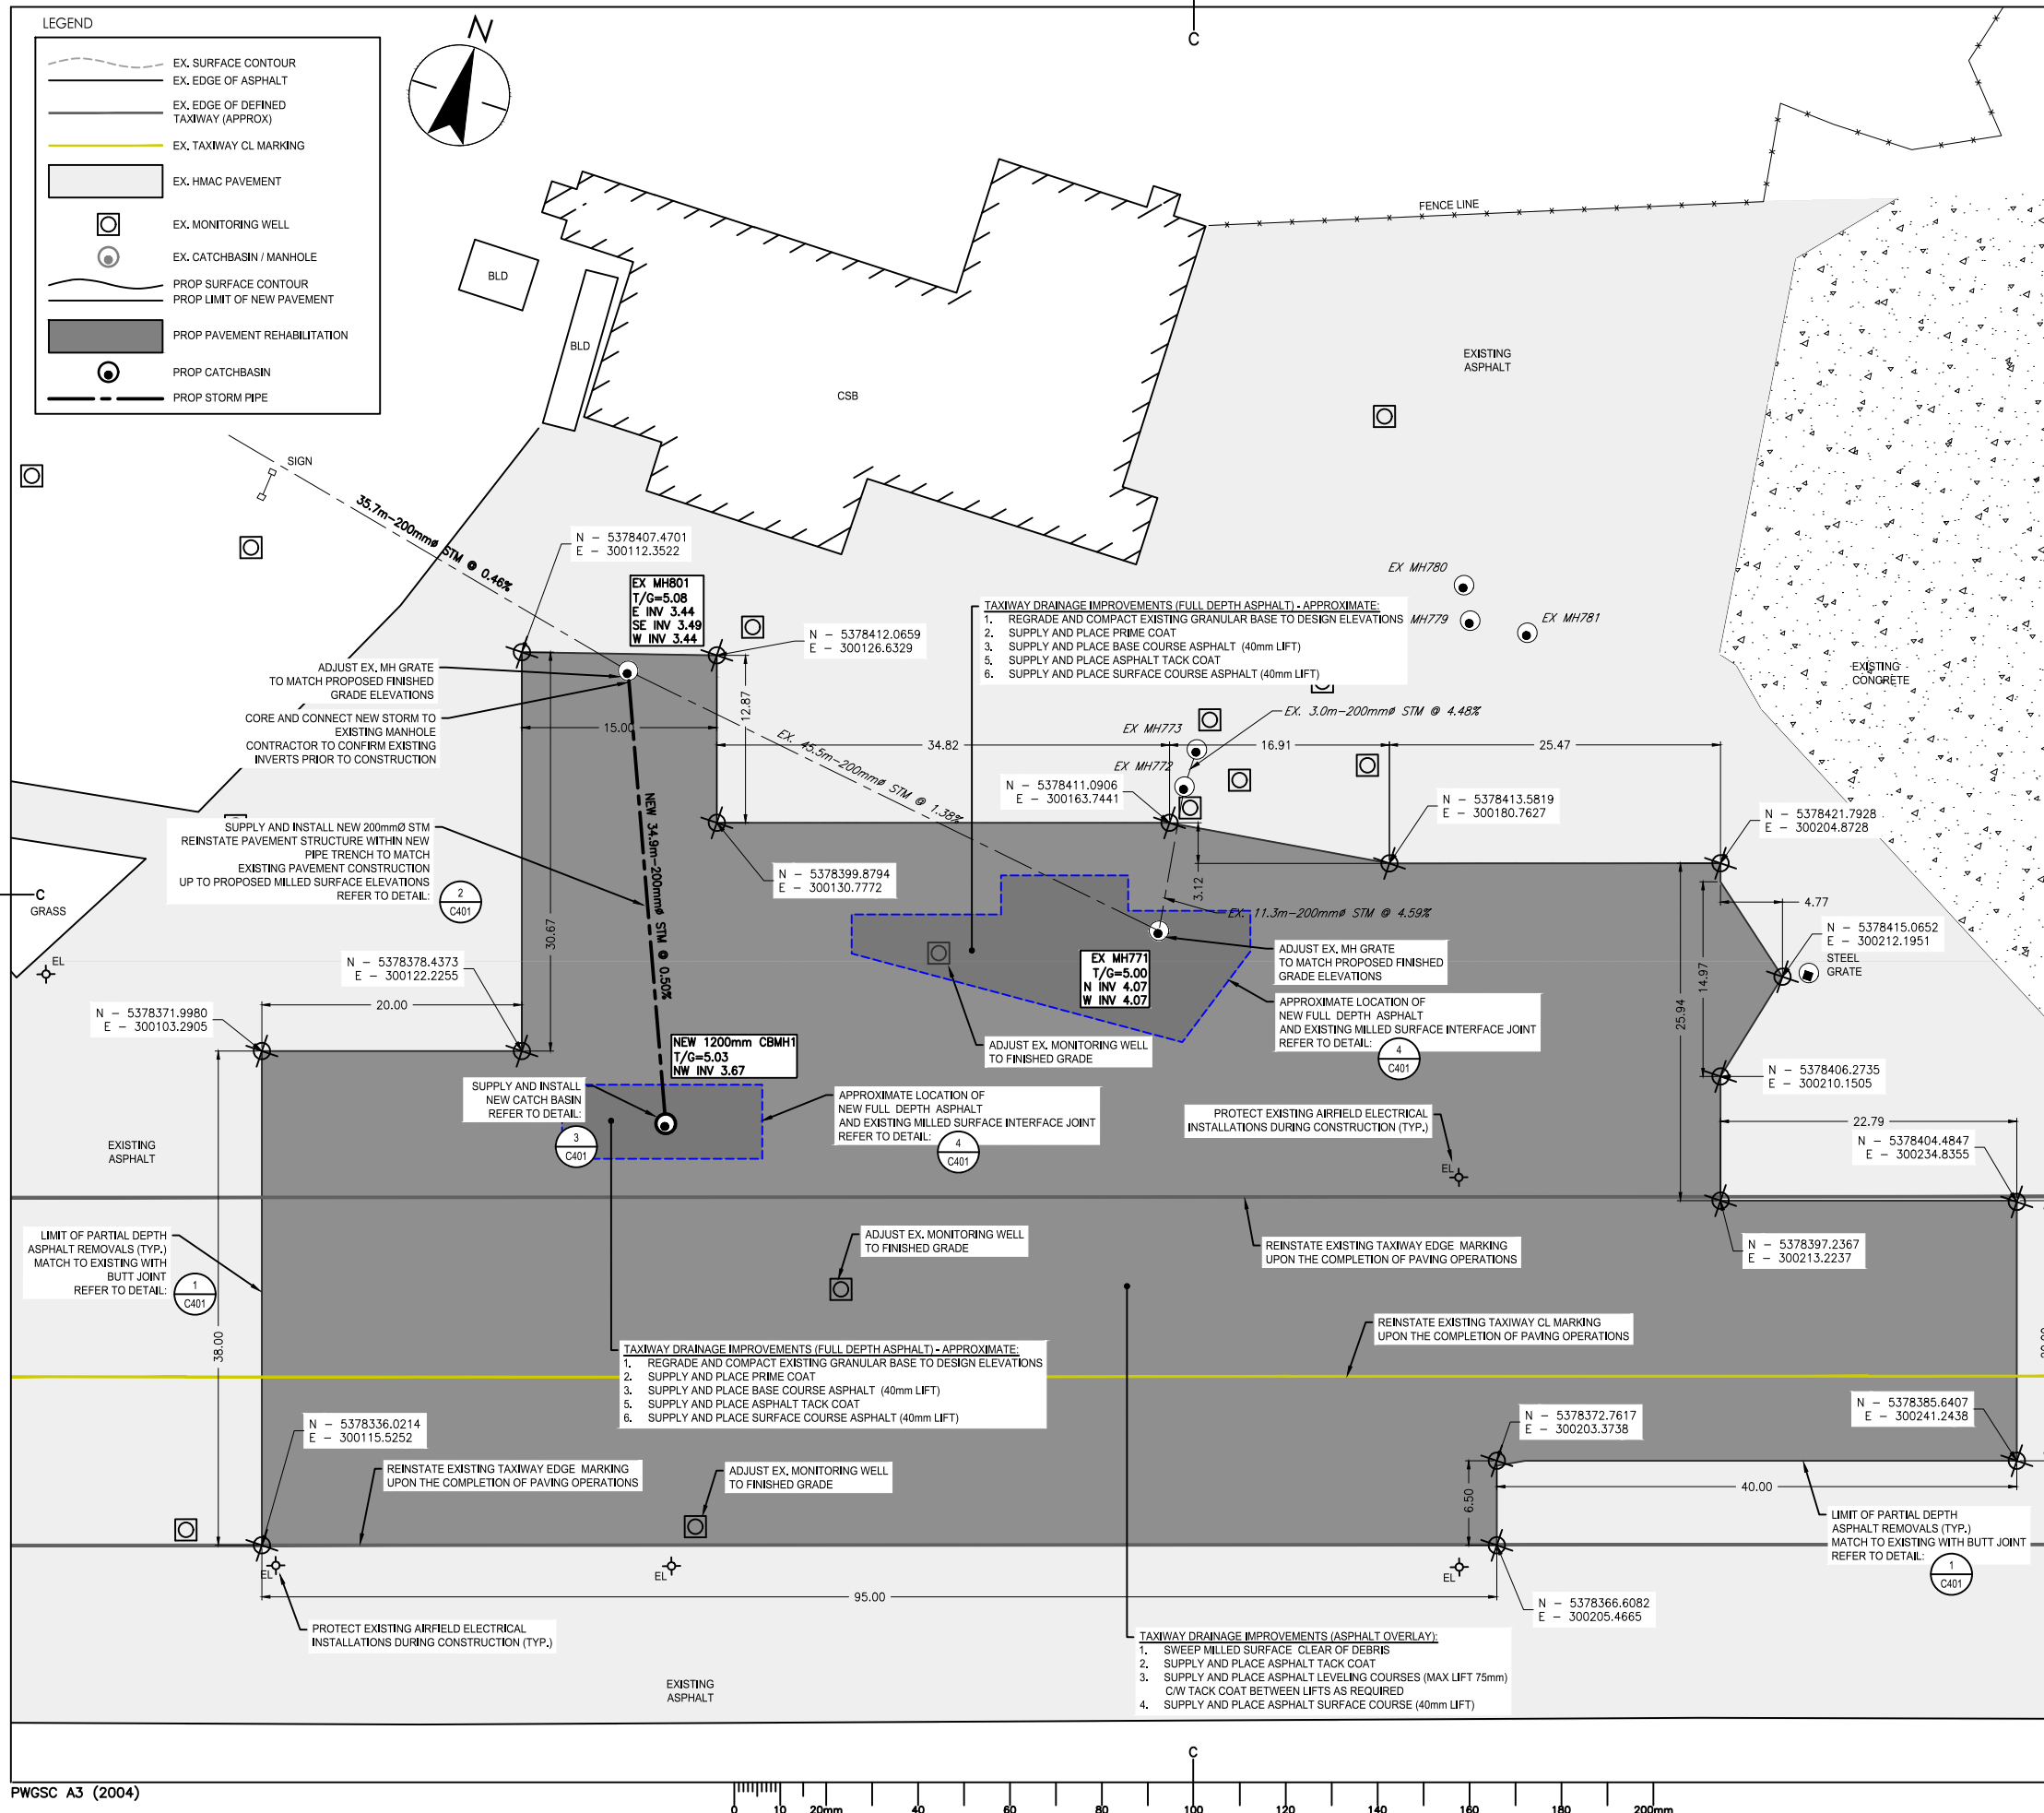 LEGEND
EX. SURFACE CONTOUR
EX. EDGE OF ASPHALT
EX. EDGE OF DEFINED
TAXIWAY (APPROX)
EX. TAXIWAY CL MARKING
EX. HMAC PAVEMENT
EX. MONITORING WELL
EX. CATCHBASIN / MANHOLE
PROP SURFACE CONTOUR
PROP LIMIT OF NEW PAVEMENT
PROP PAVEMENT REHABILITATION
PROP CATCHBASIN
PROP STORM PIPE
N
C
FENCE LINE
BLD
BLD
CSB
EXISTING
ASPHALT
SIGN
35.7m-200mmø STM @ 0.46%
N - 5378407.4701
E - 300112.3522
EX MH801
T/G=5.08
E INV 3.44
SE INV 3.49
W INV 3.44
N - 5378412.0659
E - 300126.6329
TAXIWAY DRAINAGE IMPROVEMENTS (FULL DEPTH ASPHALT) - APPROXIMATE:
1. REGRADE AND COMPACT EXISTING GRANULAR BASE TO DESIGN ELEVATIONS
2. SUPPLY AND PLACE PRIME COAT
3. SUPPLY AND PLACE BASE COURSE ASPHALT (40mm LIFT)
5. SUPPLY AND PLACE ASPHALT TACK COAT
6. SUPPLY AND PLACE SURFACE COURSE ASPHALT (40mm LIFT)
EX MH780
MH779
EX MH781
EXISTING
CONCRETE
ADJUST EX. MH GRATE
TO MATCH PROPOSED FINISHED
GRADE ELEVATIONS
CORE AND CONNECT NEW STORM TO
EXISTING MANHOLE
CONTRACTOR TO CONFIRM EXISTING
INVERTS PRIOR TO CONSTRUCTION
15.00
12.87
34.82
EX. 45.5m-200mmø STM @ 1.38%
EX MH773
EX. 3.0m-200mmø STM @ 4.48%
16.91
25.47
EX MH772
N - 5378411.0906
E - 300163.7441
N - 5378413.5819
E - 300180.7627
N - 5378421.7928
E - 300204.8728
SUPPLY AND INSTALL NEW 200mmØ STM
REINSTATE PAVEMENT STRUCTURE WITHIN NEW
PIPE TRENCH TO MATCH
EXISTING PAVEMENT CONSTRUCTION
UP TO PROPOSED MILLED SURFACE ELEVATIONS
REFER TO DETAIL:
2
C401
NEW 34.9m-200mmø STM @ 0.50%
N - 5378399.8794
E - 300130.7772
3.12
EX. 11.3m-200mmø STM @ 4.59%
4.77
C
GRASS
EL
30.67
N - 5378378.4373
E - 300122.2255
EX MH771
T/G=5.00
N INV 4.07
W INV 4.07
ADJUST EX. MH GRATE
TO MATCH PROPOSED FINISHED
GRADE ELEVATIONS
N - 5378415.0652
E - 300212.1951
STEEL
GRATE
14.97
25.94
N - 5378371.9980
E - 300103.2905
20.00
APPROXIMATE LOCATION OF
NEW FULL DEPTH ASPHALT
AND EXISTING MILLED SURFACE INTERFACE JOINT
REFER TO DETAIL:
4
C401
ADJUST EX. MONITORING WELL
TO FINISHED GRADE
NEW 1200mm CBMH1
T/G=5.03
NW INV 3.67
SUPPLY AND INSTALL
NEW CATCH BASIN
REFER TO DETAIL:
3
C401
APPROXIMATE LOCATION OF
NEW FULL DEPTH ASPHALT
AND EXISTING MILLED SURFACE INTERFACE JOINT
REFER TO DETAIL:
4
C401
PROTECT EXISTING AIRFIELD ELECTRICAL
INSTALLATIONS DURING CONSTRUCTION (TYP.)
EL
N - 5378406.2735
E - 300210.1505
22.79
N - 5378404.4847
E - 300234.8355
EXISTING
ASPHALT
LIMIT OF PARTIAL DEPTH
ASPHALT REMOVALS (TYP.)
MATCH TO EXISTING WITH
BUTT JOINT
REFER TO DETAIL:
1
C401
ADJUST EX. MONITORING WELL
TO FINISHED GRADE
REINSTATE EXISTING TAXIWAY EDGE MARKING
UPON THE COMPLETION OF PAVING OPERATIONS
N - 5378397.2367
E - 300213.2237
38.00
REINSTATE EXISTING TAXIWAY CL MARKING
UPON THE COMPLETION OF PAVING OPERATIONS
TAXIWAY DRAINAGE IMPROVEMENTS (FULL DEPTH ASPHALT) - APPROXIMATE:
1. REGRADE AND COMPACT EXISTING GRANULAR BASE TO DESIGN ELEVATIONS
2. SUPPLY AND PLACE PRIME COAT
3. SUPPLY AND PLACE BASE COURSE ASPHALT (40mm LIFT)
5. SUPPLY AND PLACE ASPHALT TACK COAT
6. SUPPLY AND PLACE SURFACE COURSE ASPHALT (40mm LIFT)
N - 5378336.0214
E - 300115.5252
N - 5378372.7617
E - 300203.3738
N - 5378385.6407
E - 300241.2438
REINSTATE EXISTING TAXIWAY EDGE MARKING
UPON THE COMPLETION OF PAVING OPERATIONS
ADJUST EX. MONITORING WELL
TO FINISHED GRADE
6.50
40.00
LIMIT OF PARTIAL DEPTH
ASPHALT REMOVALS (TYP.)
MATCH TO EXISTING WITH BUTT JOINT
REFER TO DETAIL:
1
C401
EL
EL
EL
95.00
N - 5378366.6082
E - 300205.4665
PROTECT EXISTING AIRFIELD ELECTRICAL
INSTALLATIONS DURING CONSTRUCTION (TYP.)
TAXIWAY DRAINAGE IMPROVEMENTS (ASPHALT OVERLAY):
1. SWEEP MILLED SURFACE CLEAR OF DEBRIS
2. SUPPLY AND PLACE ASPHALT TACK COAT
3. SUPPLY AND PLACE ASPHALT LEVELING COURSES (MAX LIFT 75mm)
C/W TACK COAT BETWEEN LIFTS AS REQUIRED
4. SUPPLY AND PLACE ASPHALT SURFACE COURSE (40mm LIFT)
EXISTING
ASPHALT
C
PWGSC A3 (2004)
0 10 20mm 40 60 80 100 120 140 160 180 200mm